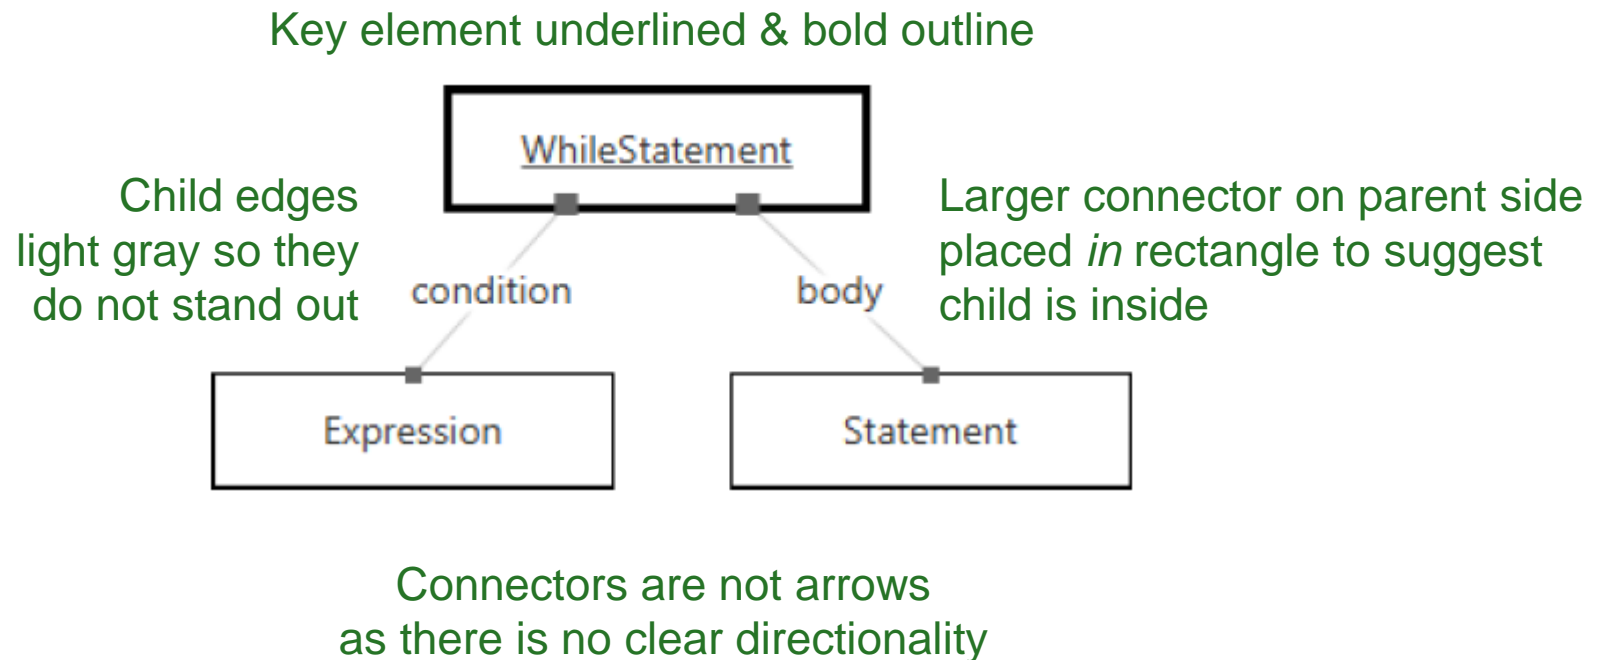 Key element underlined & bold outline
WhileStatement
Child edges
light gray so they
do not stand out
Larger connector on parent side
placed in rectangle to suggest
child is inside
condition
body
Expression
Statement
Connectors are not arrows
as there is no clear directionality